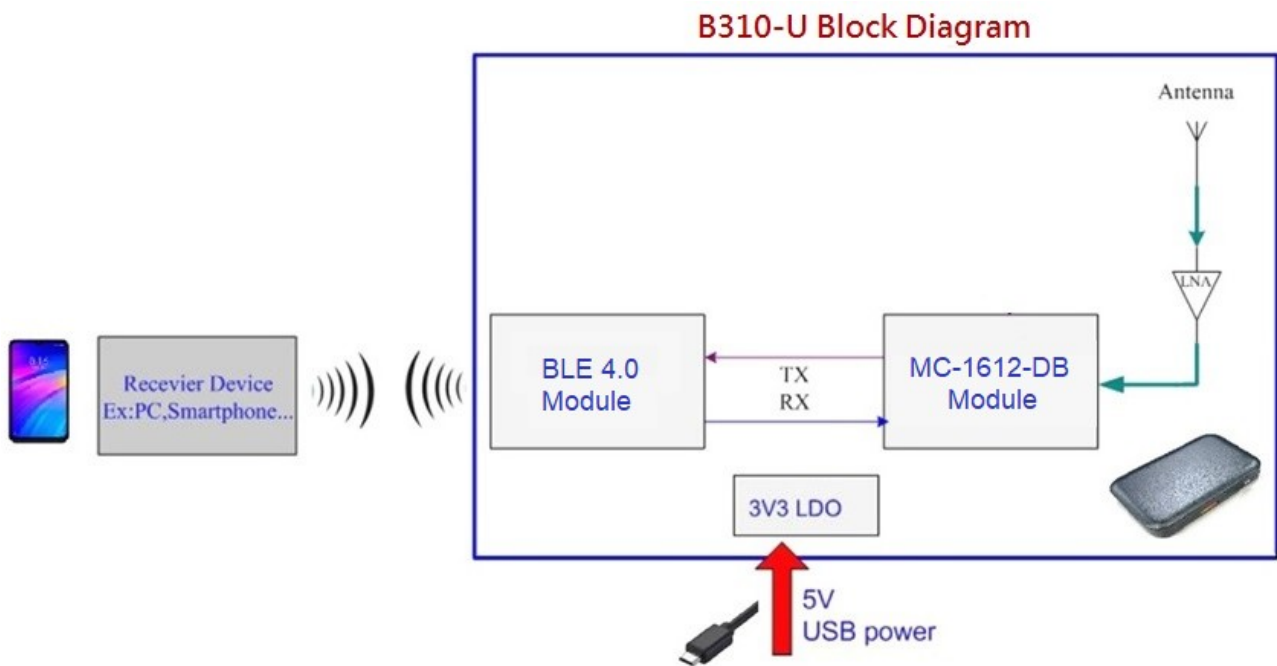 B310-U Block Diagram
Antenna
LNA
BLE 4.0
Module
TX
RX
MC-1612-DB
Module
Recevier Device
Ex:PC,Smartphone...
3V3 LDO
5V
USB power